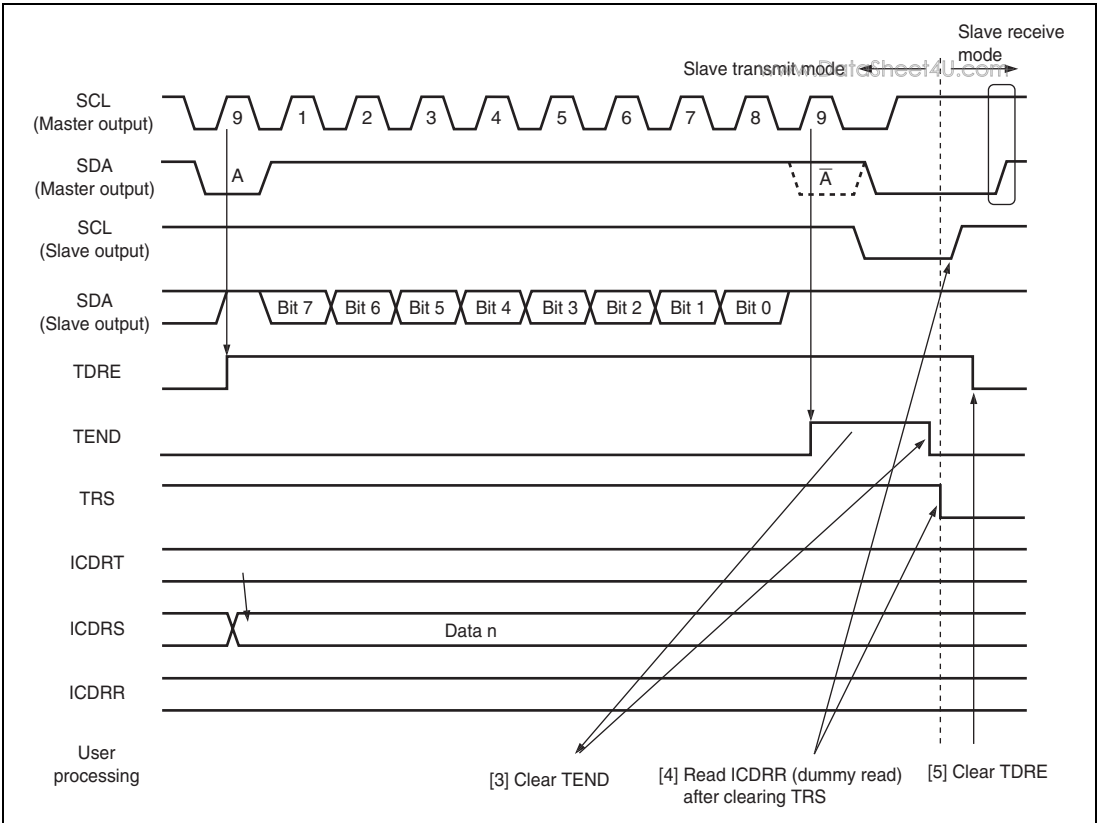 Slave receive
mode
Slave transmit mode
www.DataSheet4U.com
SCL
(Master output)
9 1 2 3 4 5 6 7 8 9
SDA
(Master output)
A A̅
SCL
(Slave output)
SDA
(Slave output)
Bit 7 Bit 6 Bit 5 Bit 4 Bit 3 Bit 2 Bit 1 Bit 0
TDRE
TEND
TRS
ICDRT
ICDRS
Data n
ICDRR
User
processing
[3] Clear TEND
[4] Read ICDRR (dummy read)
after clearing TRS
[5] Clear TDRE